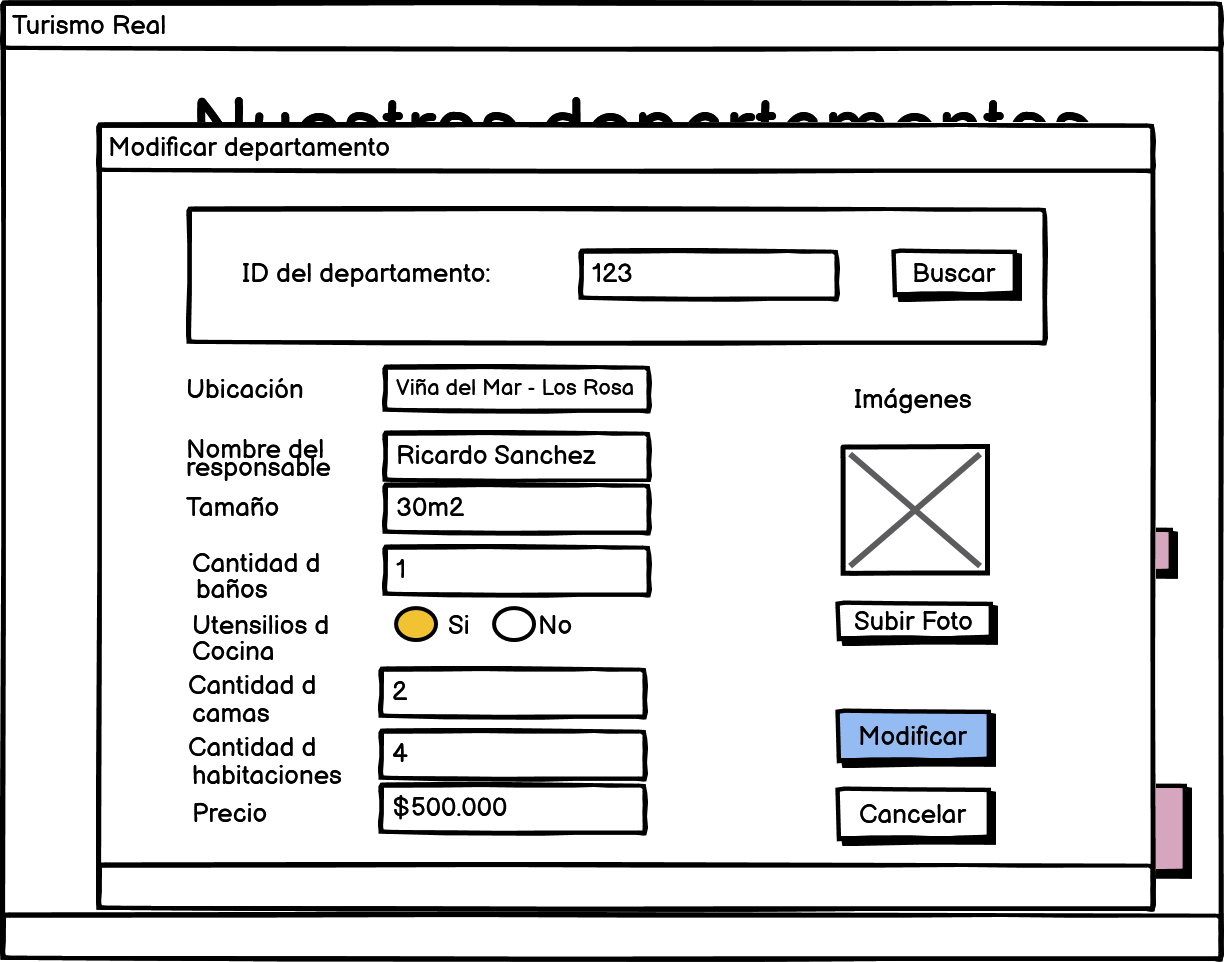 Turismo Real
Nuestros departamentos
Modificar departamento
ID del departamento:
123
Buscar
Ubicación
Viña del Mar - Los Rosa
Imágenes
Nombre del
responsable
Ricardo Sanchez
Tamaño
30m2
Cantidad d
baños
1
Utensilios d
Cocina
Si
No
Subir Foto
Cantidad d
camas
2
Modificar
Cantidad d
habitaciones
4
Precio
$500.000
Cancelar